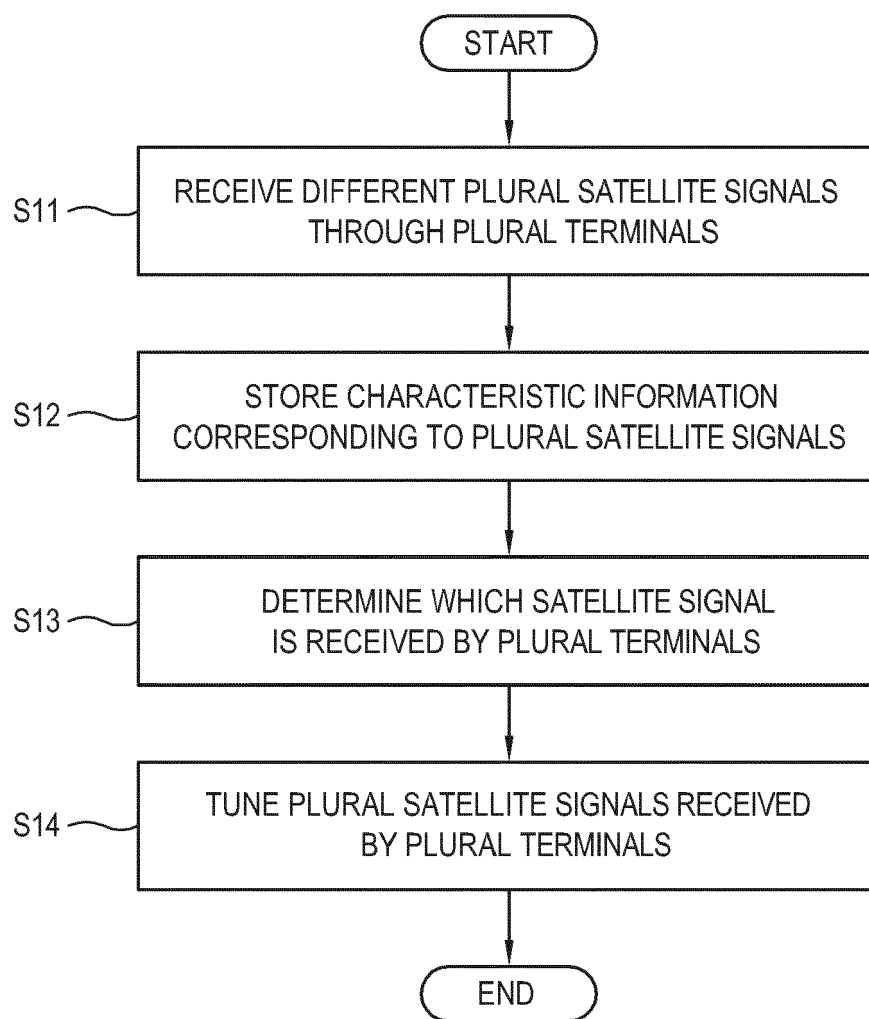 START
S11
RECEIVE DIFFERENT PLURAL SATELLITE SIGNALS
THROUGH PLURAL TERMINALS
S12
STORE CHARACTERISTIC INFORMATION
CORRESPONDING TO PLURAL SATELLITE SIGNALS
S13
DETERMINE WHICH SATELLITE SIGNAL
IS RECEIVED BY PLURAL TERMINALS
S14
TUNE PLURAL SATELLITE SIGNALS RECEIVED
BY PLURAL TERMINALS
END